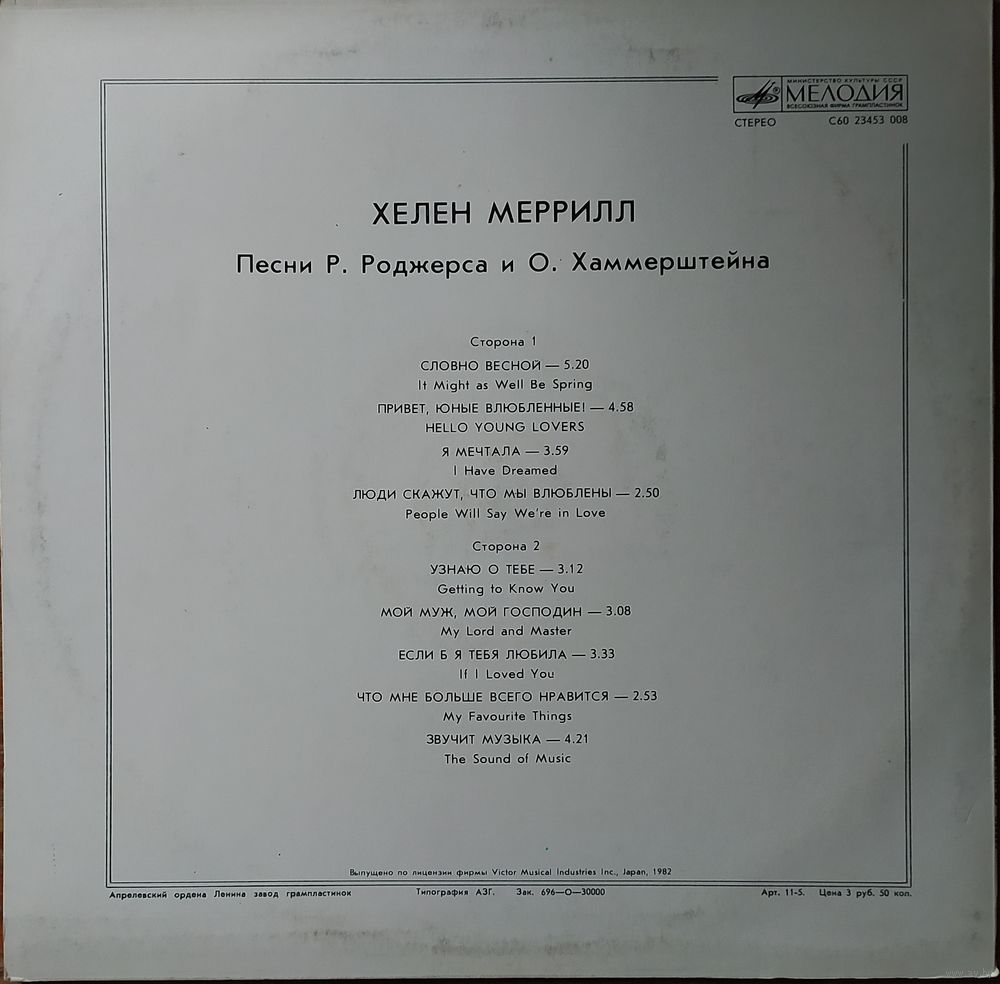 МИНИСТЕРСТВО КУЛЬТУРЫ СССР
МЕЛОДИЯ
ВСЕСОЮЗНАЯ ФИРМА ГРАМПЛАСТИНОК
СТЕРЕО С60 23453 008
ХЕЛЕН МЕРРИЛЛ
Песни Р. Роджерса и О. Хаммерштейна
Сторона 1
СЛОВНО ВЕСНОЙ — 5.20
It Might as Well Be Spring
ПРИВЕТ, ЮНЫЕ ВЛЮБЛЕННЫЕ! — 4.58
HELLO YOUNG LOVERS
Я МЕЧТАЛА — 3.59
I Have Dreamed
ЛЮДИ СКАЖУТ, ЧТО МЫ ВЛЮБЛЕНЫ — 2.50
People Will Say We're in Love
Сторона 2
УЗНАЮ О ТЕБЕ — 3.12
Getting to Know You
МОЙ МУЖ, МОЙ ГОСПОДИН — 3.08
My Lord and Master
ЕСЛИ Б Я ТЕБЯ ЛЮБИЛА — 3.33
If I Loved You
ЧТО МНЕ БОЛЬШЕ ВСЕГО НРАВИТСЯ — 2.53
My Favourite Things
ЗВУЧИТ МУЗЫКА — 4.21
The Sound of Music
Выпущено по лицензии фирмы Victor Musical Industries Inc., Japan, 1982
Апрелевский ордена Ленина завод грампластинок Типография АЗГ. Зак. 696—О—30000 Арт. 11-5. Цена 3 руб. 50 коп.